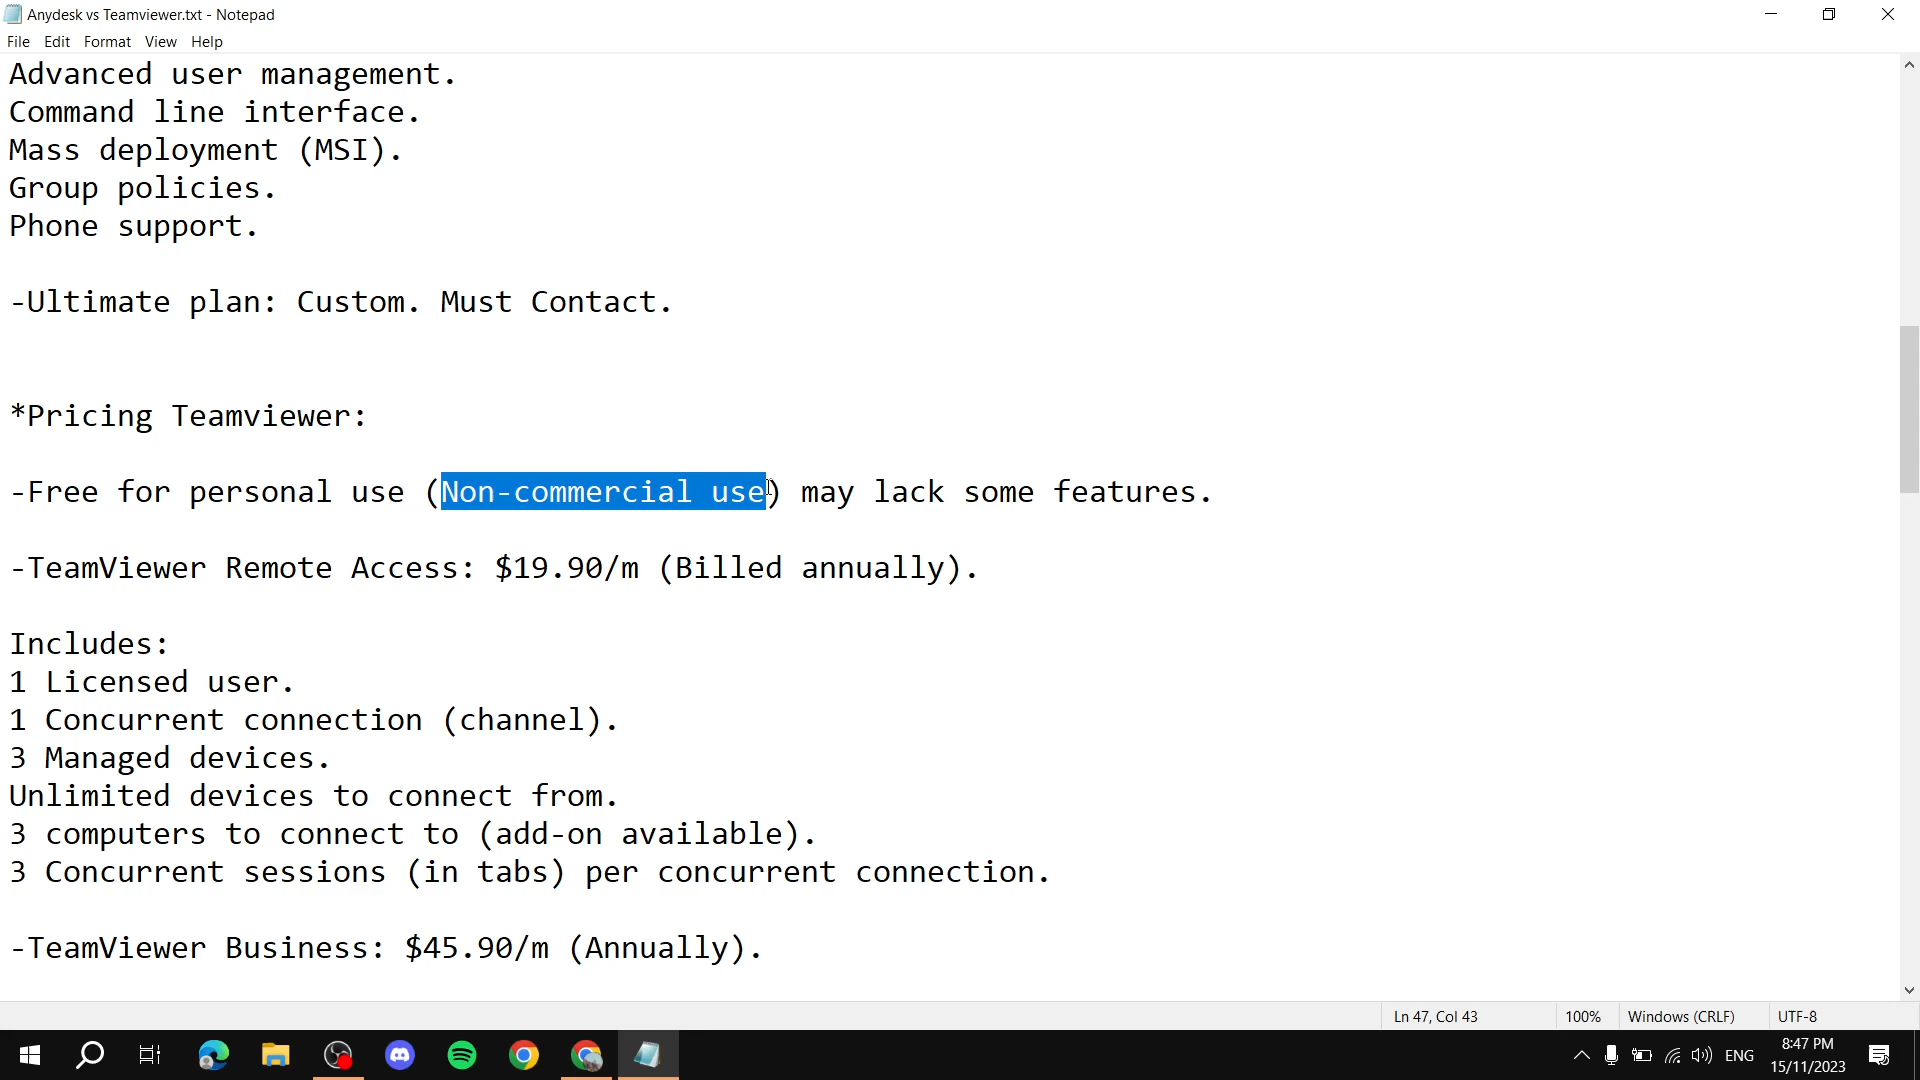 Anydesk vs Teamviewer.txt - Notepad
File Edit Format View Help
Advanced user management.
Command line interface.
Mass deployment (MSI).
Group policies.
Phone support.
-Ultimate plan: Custom. Must Contact.
*Pricing Teamviewer:
-Free for personal use (Non-commercial use) may lack some features.
-TeamViewer Remote Access: $19.90/m (Billed annually).
Includes:
1 Licensed user.
1 Concurrent connection (channel).
3 Managed devices.
Unlimited devices to connect from.
3 computers to connect to (add-on available).
3 Concurrent sessions (in tabs) per concurrent connection.
-TeamViewer Business: $45.90/m (Annually).
Ln 47, Col 43 100% Windows (CRLF) UTF-8
ENG 8:47 PM
15/11/2023